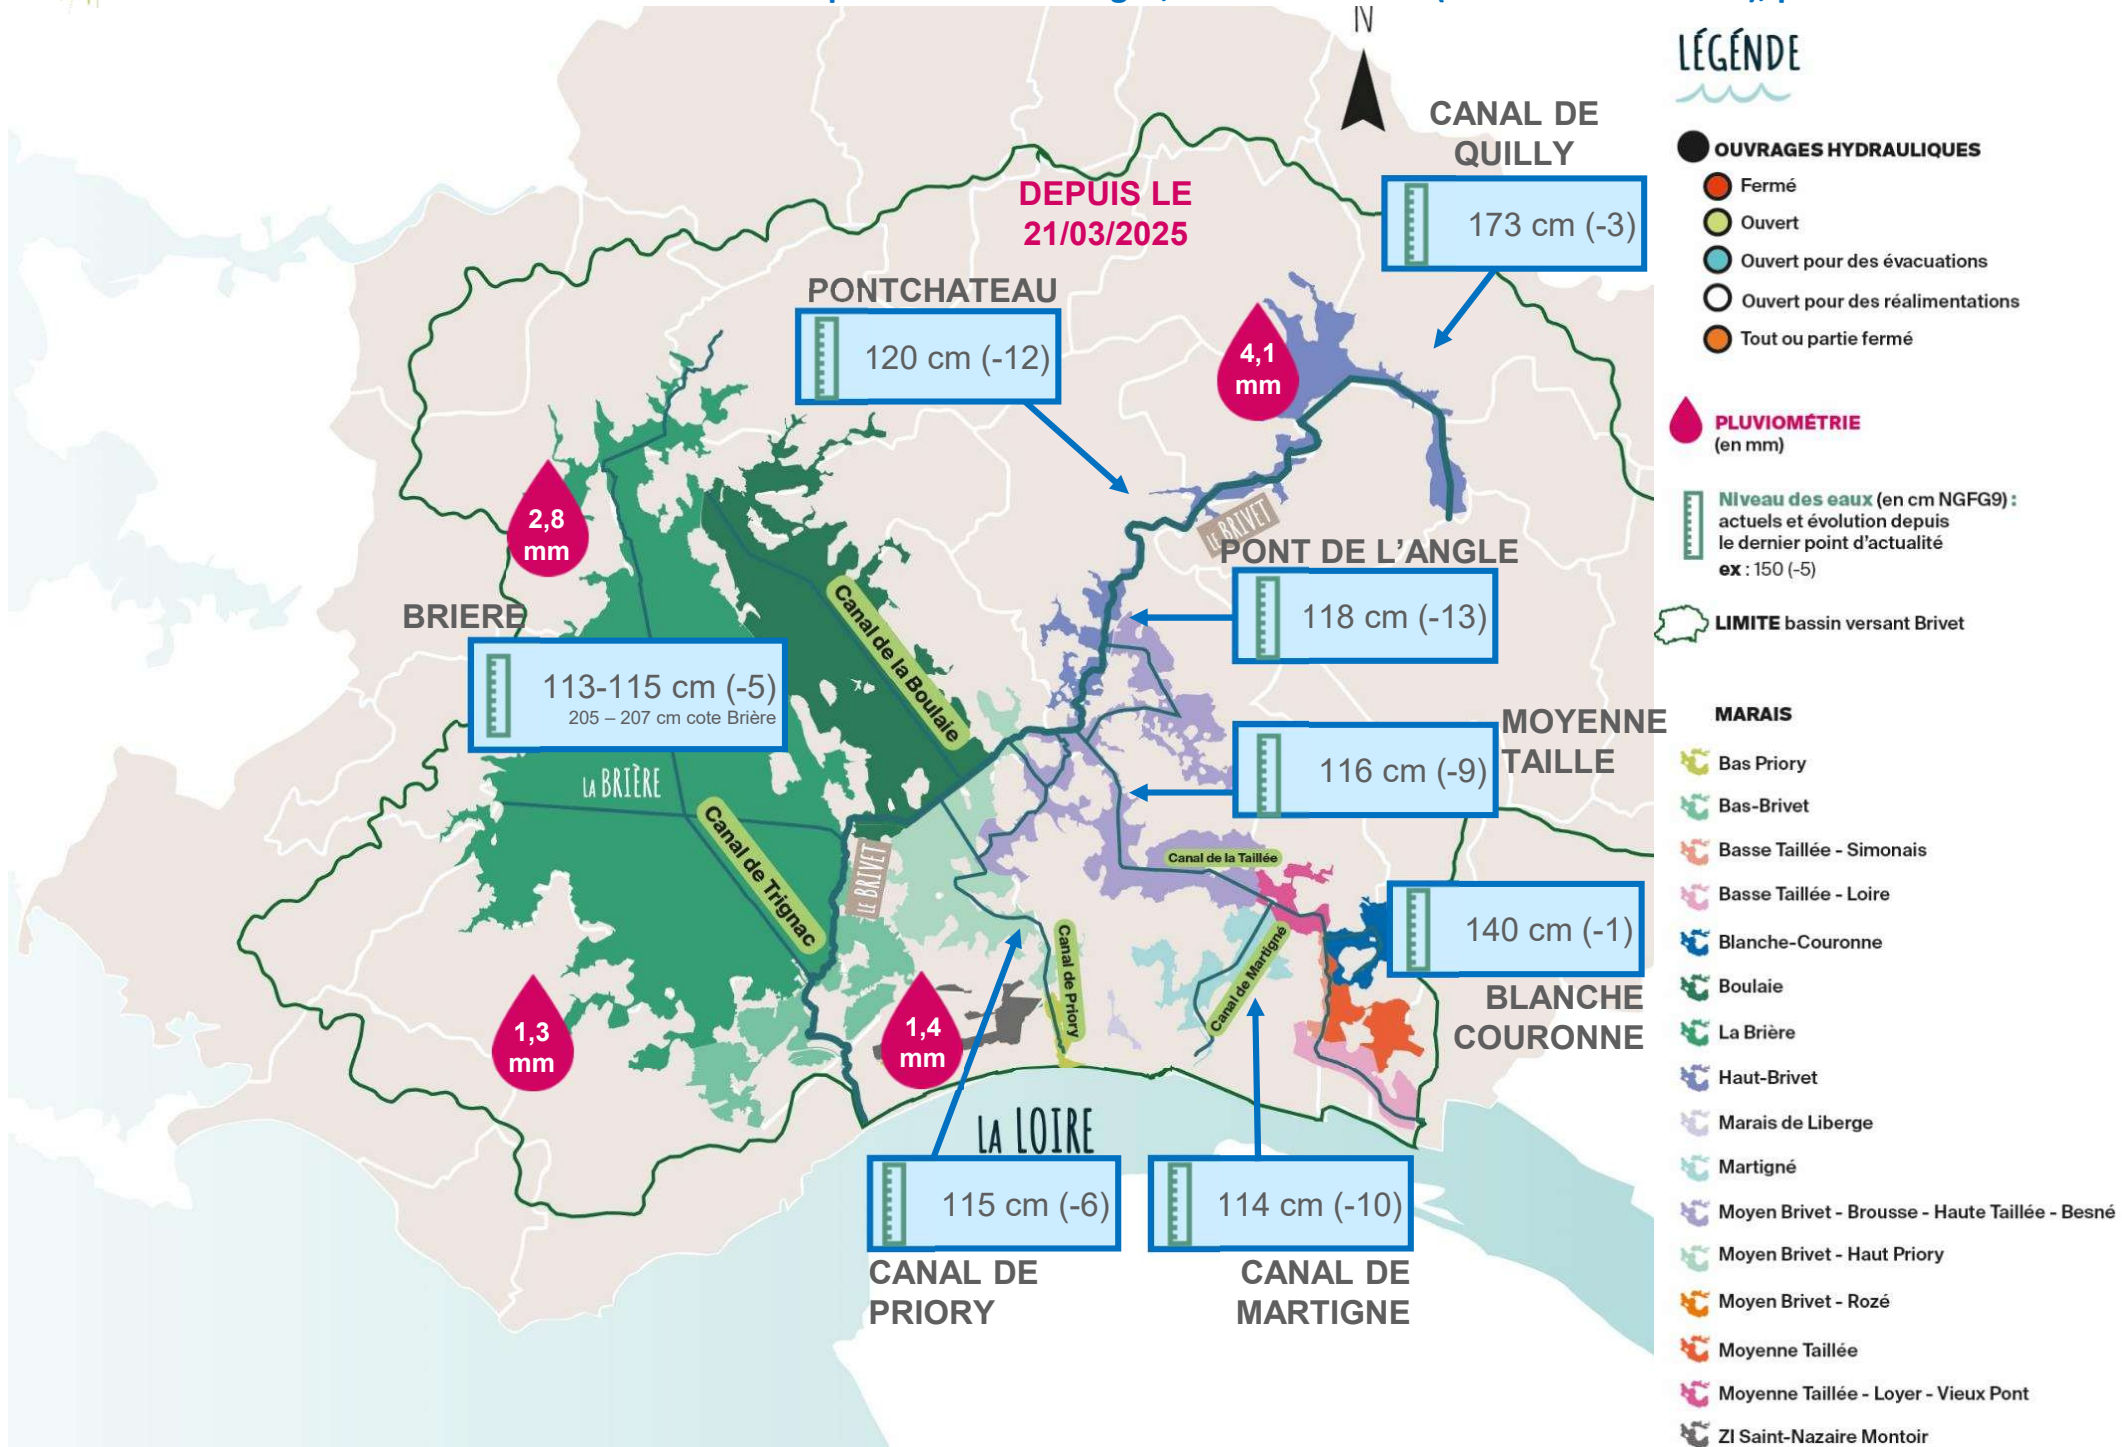 N
DEPUIS LE
21/03/2025
CANAL DE
QUILLY
173 cm (-3)
PONTCHATEAU
120 cm (-12)
4,1
mm
2,8
mm
LE BRIVET
PONT DE L'ANGLE
118 cm (-13)
BRIERE
113-115 cm (-5)
205 – 207 cm cote Brière
Canal de la Boulaie
MOYENNE
TAILLE
116 cm (-9)
LA BRIÈRE
Canal de Trignac
LE BRIVET
Canal de la Taillée
140 cm (-1)
BLANCHE
COURONNE
Canal de Priory
Canal de Martigné
1,3
mm
1,4
mm
LA LOIRE
115 cm (-6)
CANAL DE
PRIORY
114 cm (-10)
CANAL DE
MARTIGNE
LÉGÉNDE
OUVRAGES HYDRAULIQUES
Fermé
Ouvert
Ouvert pour des évacuations
Ouvert pour des réalimentations
Tout ou partie fermé
PLUVIOMÉTRIE
(en mm)
Niveau des eaux (en cm NGFG9) :
actuels et évolution depuis
le dernier point d'actualité
ex : 150 (-5)
LIMITE bassin versant Brivet
MARAIS
Bas Priory
Bas-Brivet
Basse Taillée - Simonais
Basse Taillée - Loire
Blanche-Couronne
Boulaie
La Brière
Haut-Brivet
Marais de Liberge
Martigné
Moyen Brivet - Brousse - Haute Taillée - Besné
Moyen Brivet - Haut Priory
Moyen Brivet - Rozé
Moyenne Taillée
Moyenne Taillée - Loyer - Vieux Pont
ZI Saint-Nazaire Montoir